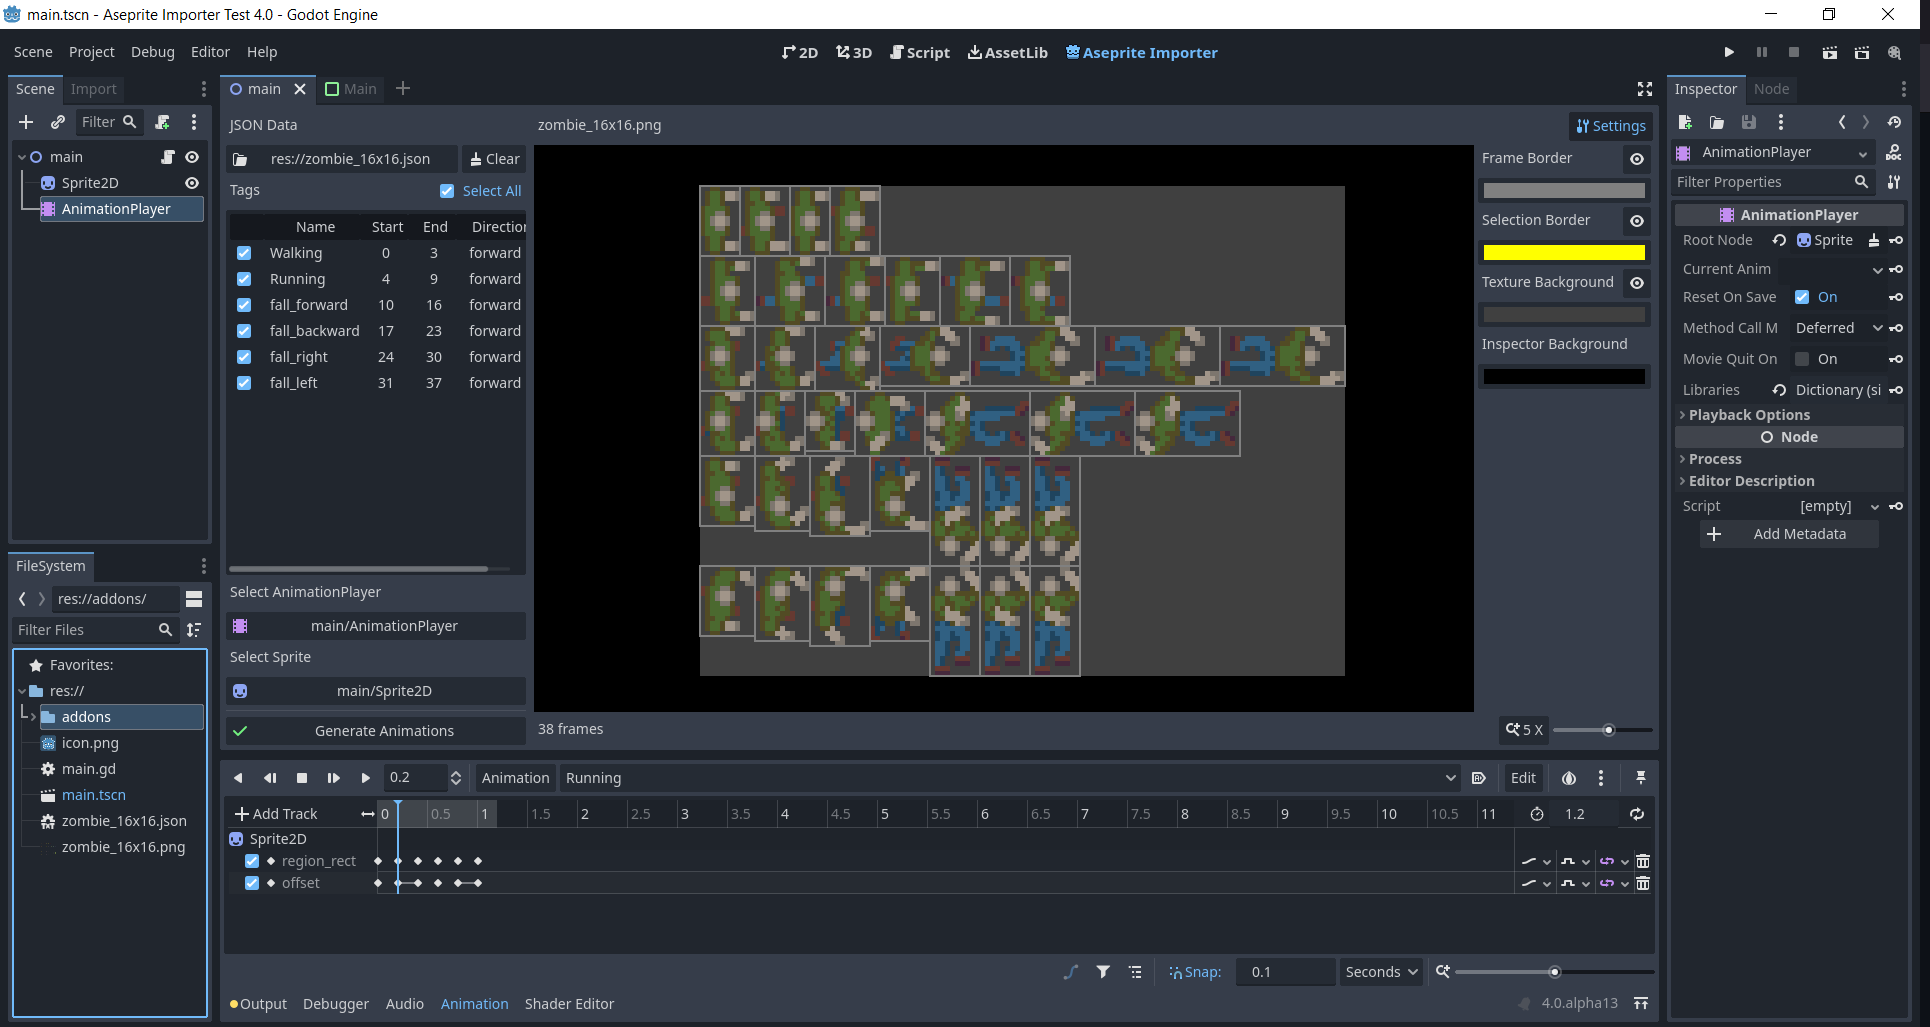 main.tscn - Aseprite Importer Test 4.0 - Godot Engine
Scene Project Debug Editor Help
2D 3D Script AssetLib Aseprite Importer
Scene Import
Filter
main
Sprite2D
AnimationPlayer
FileSystem
res://addons/
Filter Files
Favorites:
res://
addons
icon.png
main.gd
main.tscn
zombie_16x16.json
zombie_16x16.png
main Main
JSON Data
res://zombie_16x16.json Clear
Tags Select All
Name Start End Direction
Walking 0 3 forward
Running 4 9 forward
fall_forward 10 16 forward
fall_backward 17 23 forward
fall_right 24 30 forward
fall_left 31 37 forward
Select AnimationPlayer
main/AnimationPlayer
Select Sprite
main/Sprite2D
Generate Animations
zombie_16x16.png
Settings
Frame Border
Selection Border
Texture Background
Inspector Background
38 frames
5 X
0.2 Animation Running Edit
Add Track 0 0.5 1 1.5 2 2.5 3 3.5 4 4.5 5 5.5 6 6.5 7 7.5 8 8.5 9 9.5 10 10.5 11 1.2
Sprite2D
region_rect
offset
Snap: 0.1 Seconds
Output Debugger Audio Animation Shader Editor
4.0.alpha13
Inspector Node
AnimationPlayer
Filter Properties
AnimationPlayer
Root Node Sprite
Current Anim
Reset On Save On
Method Call M Deferred
Movie Quit On On
Libraries Dictionary (si
Playback Options
Node
Process
Editor Description
Script [empty]
Add Metadata